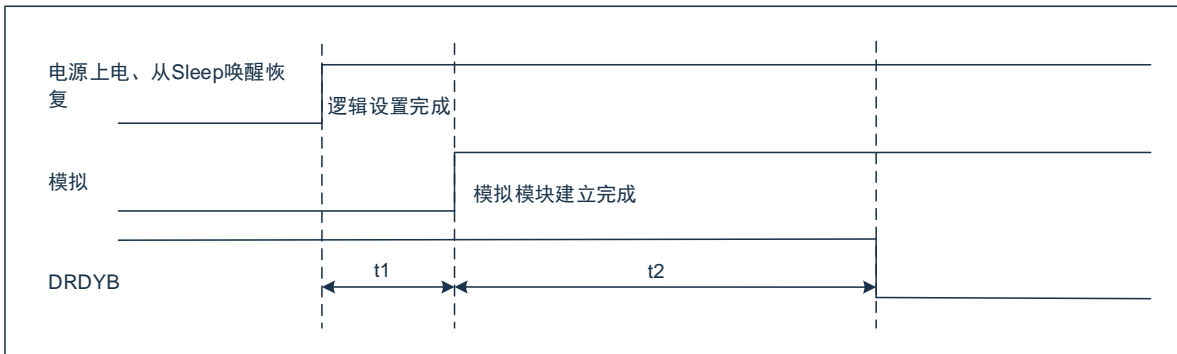 电源上电、从Sleep唤醒恢
复
逻辑设置完成
模拟
模拟模块建立完成
DRDYB
t1
t2